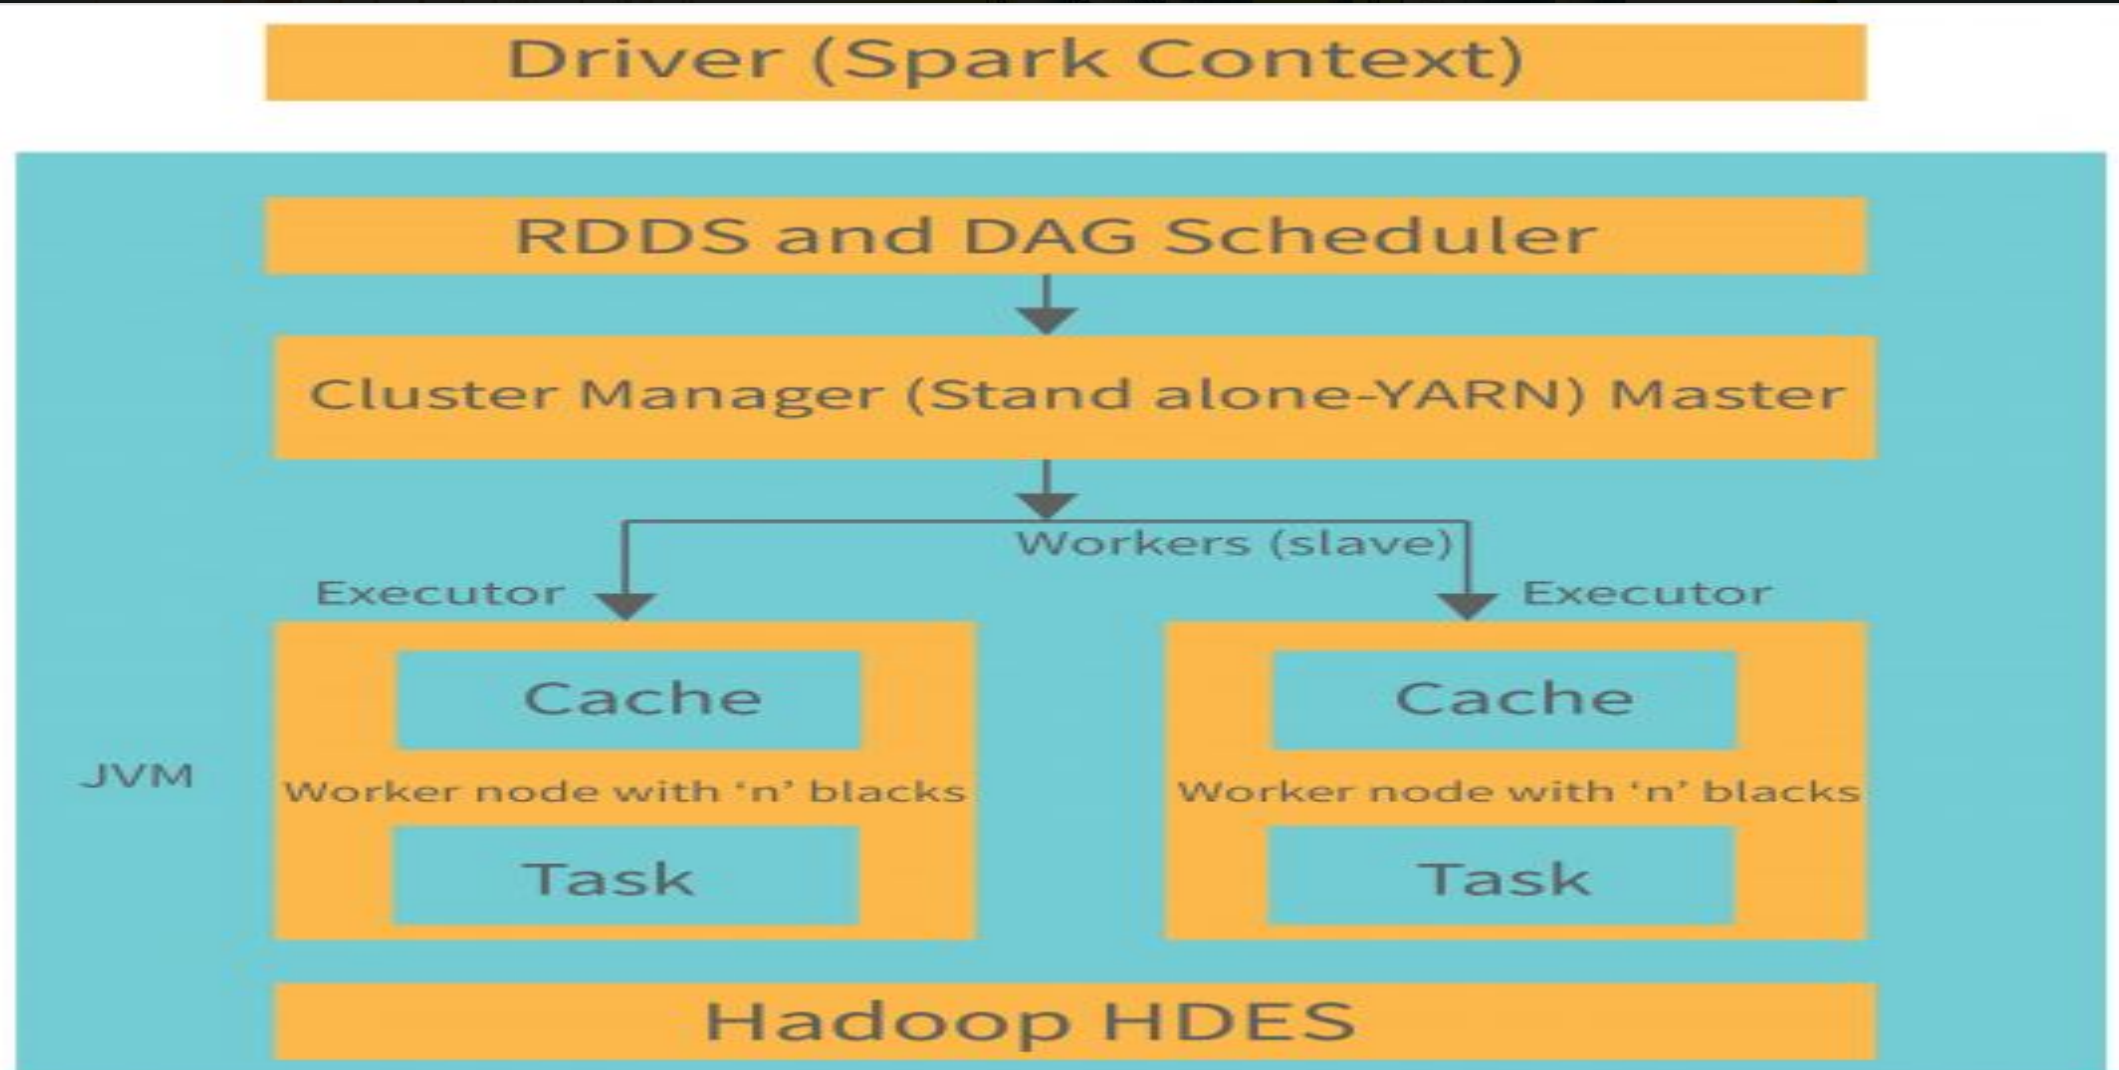 Driver (Spark Context)
RDDS and DAG Scheduler
Cluster Manager (Stand alone-YARN) Master
Workers (slave)
Executor
Executor
Cache
Cache
JVM
Worker node with ‘n’ blacks
Worker node with ‘n’ blacks
Task
Task
Hadoop HDES